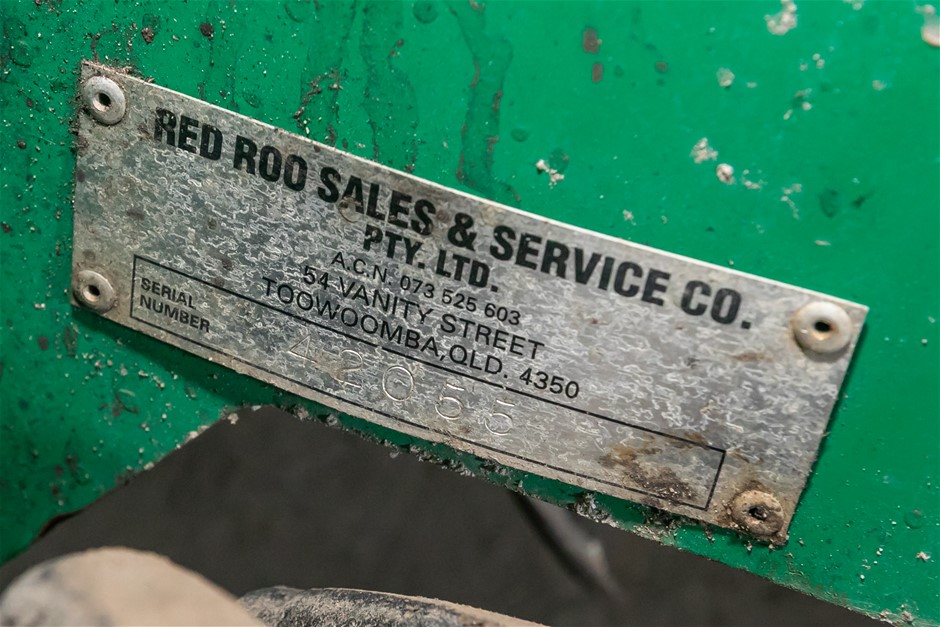 RED ROO SALES & SERVICE CO.
PTY. LTD.
A.C.N. 073 525 603
54 VANITY STREET
TOOWOOMBA, QLD. 4350
SERIAL
NUMBER
42055